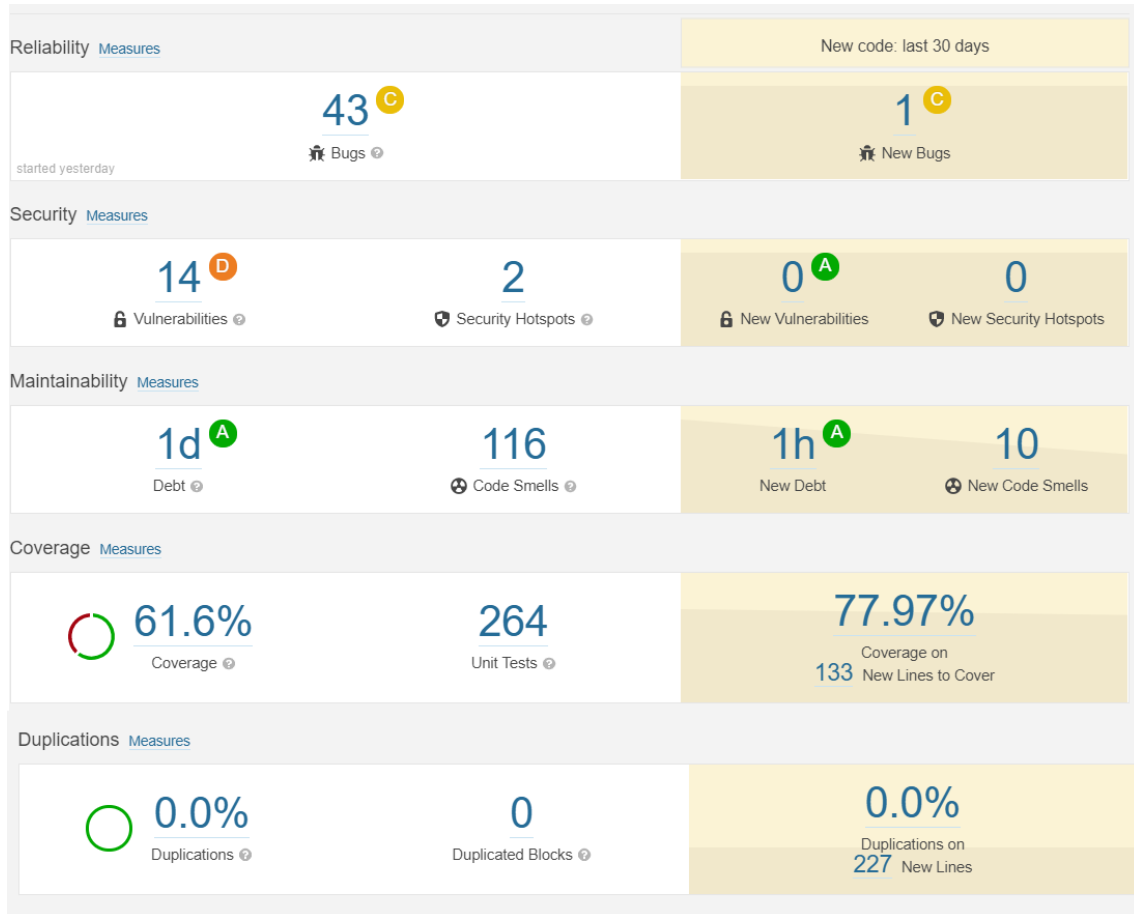 Reliability Measures
New code: last 30 days
43 C
Bugs ?
started yesterday
1 C
New Bugs
Security Measures
14 D
Vulnerabilities ?
2
Security Hotspots ?
0 A
New Vulnerabilities
0
New Security Hotspots
Maintainability Measures
1d A
Debt ?
116
Code Smells ?
1h A
New Debt
10
New Code Smells
Coverage Measures
61.6%
Coverage ?
264
Unit Tests ?
77.97%
Coverage on
133 New Lines to Cover
Duplications Measures
0.0%
Duplications ?
0
Duplicated Blocks ?
0.0%
Duplications on
227 New Lines